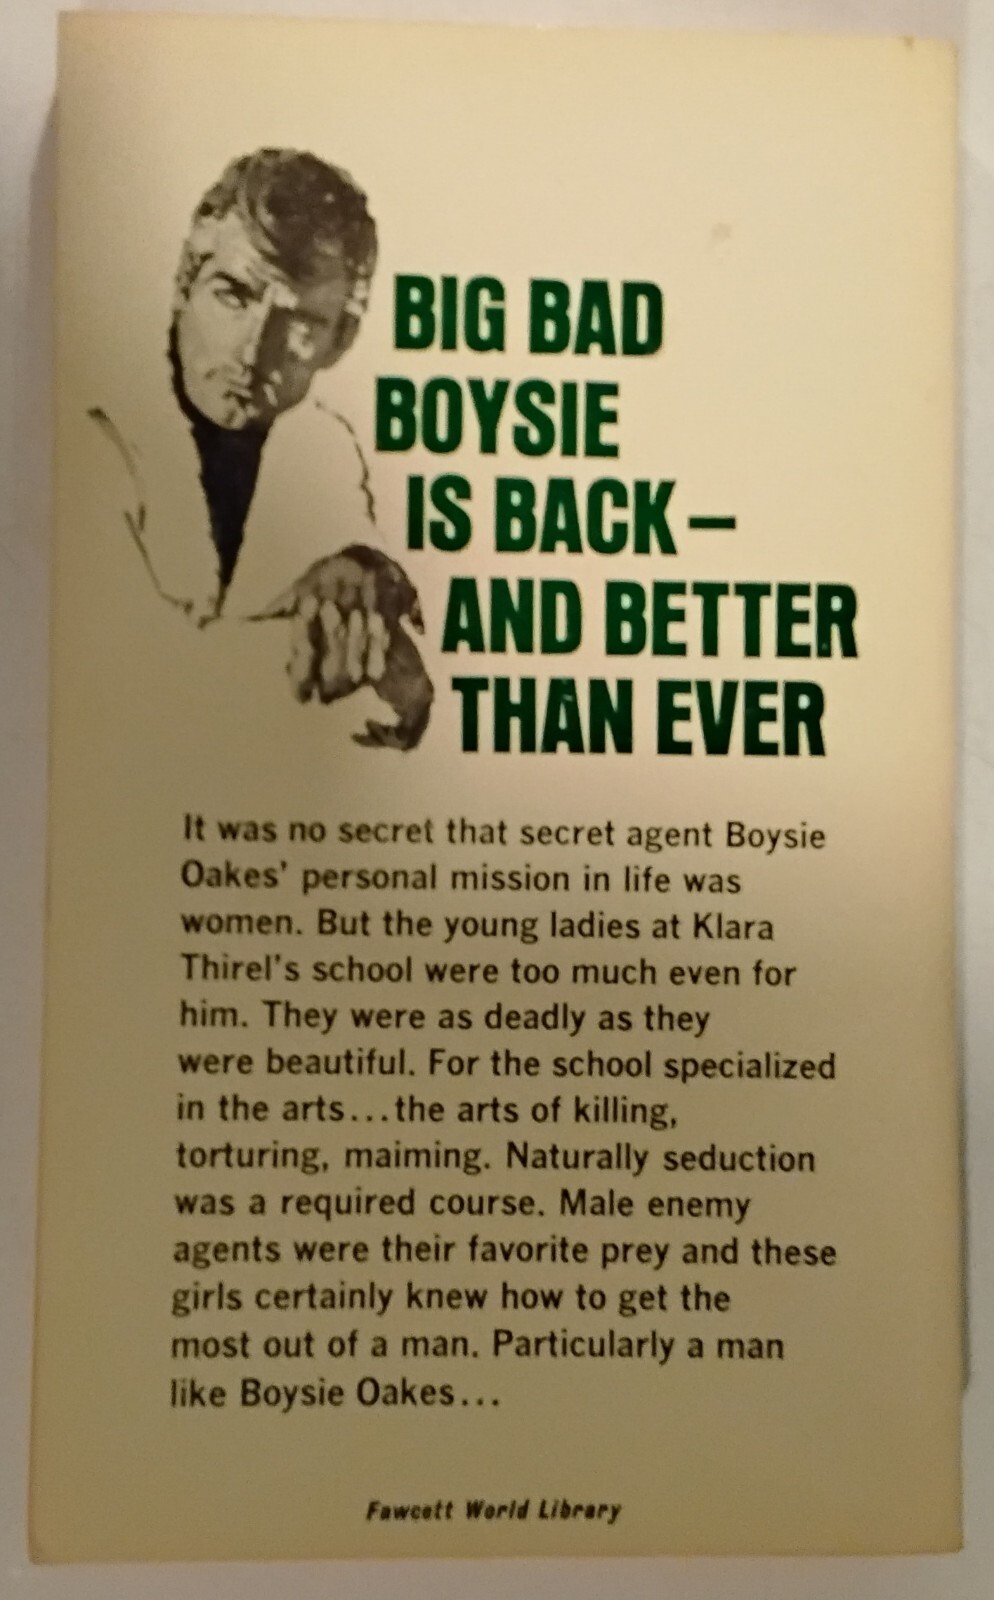 BIG BAD
BOYSIE
IS BACK–
AND BETTER
THAN EVER
It was no secret that secret agent Boysie
Oakes' personal mission in life was
women. But the young ladies at Klara
Thirel's school were too much even for
him. They were as deadly as they
were beautiful. For the school specialized
in the arts...the arts of killing,
torturing, maiming. Naturally seduction
was a required course. Male enemy
agents were their favorite prey and these
girls certainly knew how to get the
most out of a man. Particularly a man
like Boysie Oakes...
Fawcett World Library